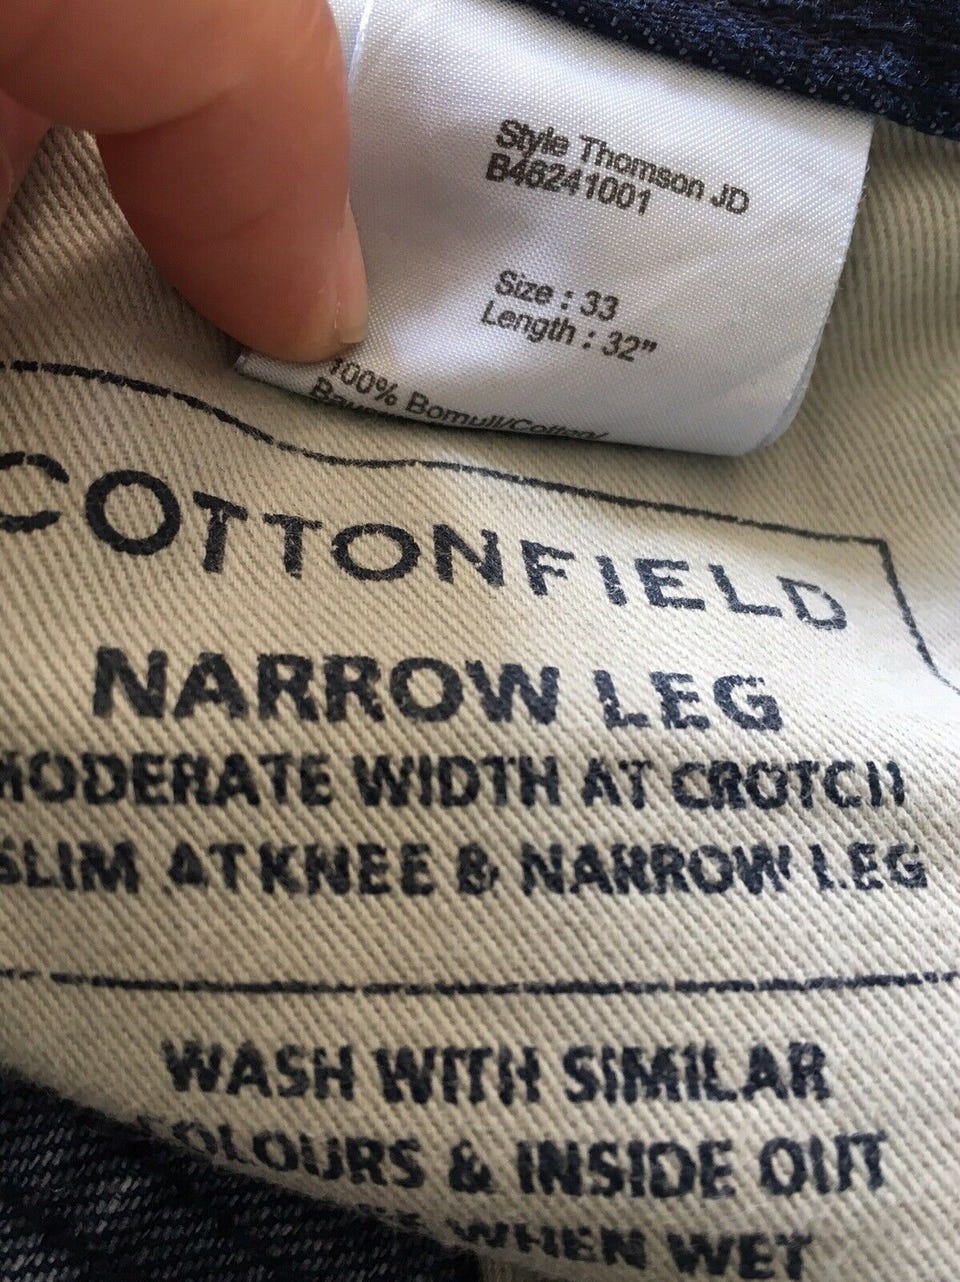 Style Thomson JD
B46241001
Size : 33
Length : 32"
100% Bomull/Cotton/
COTTONFIELD
NARROW LEG
MODERATE WIDTH AT CROTCH
SLIM AT KNEE & NARROW LEG
WASH WITH SIMILAR
COLOURS & INSIDE OUT
WHEN WET